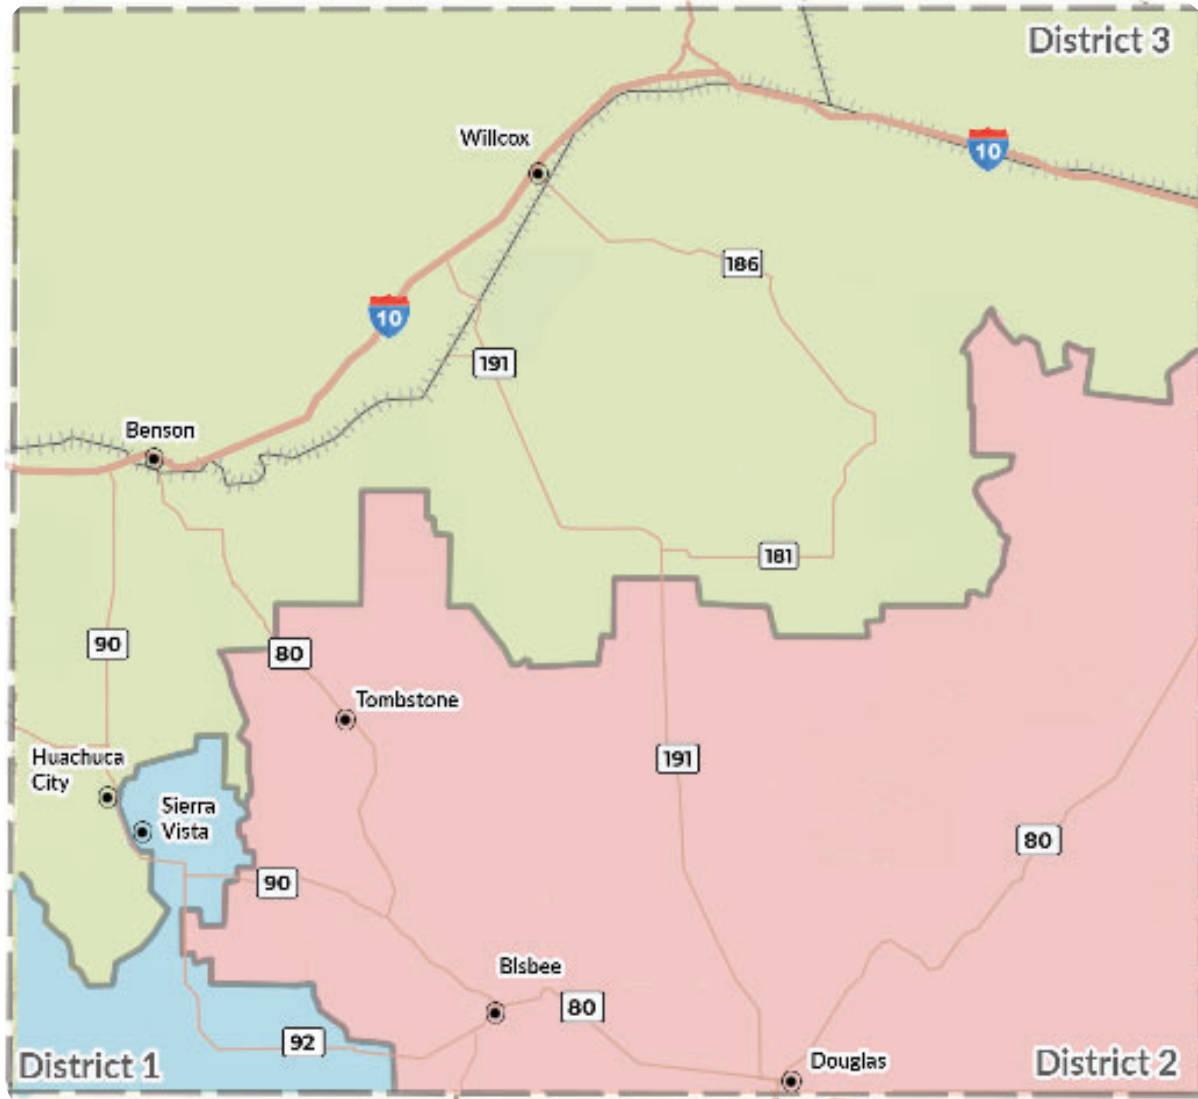 District 3
Willcox
10
186
10
191
Benson
181
90
80
Tombstone
191
Huachuca
City
Sierra
Vista
80
90
Bisbee
80
92
Douglas
District 1
District 2